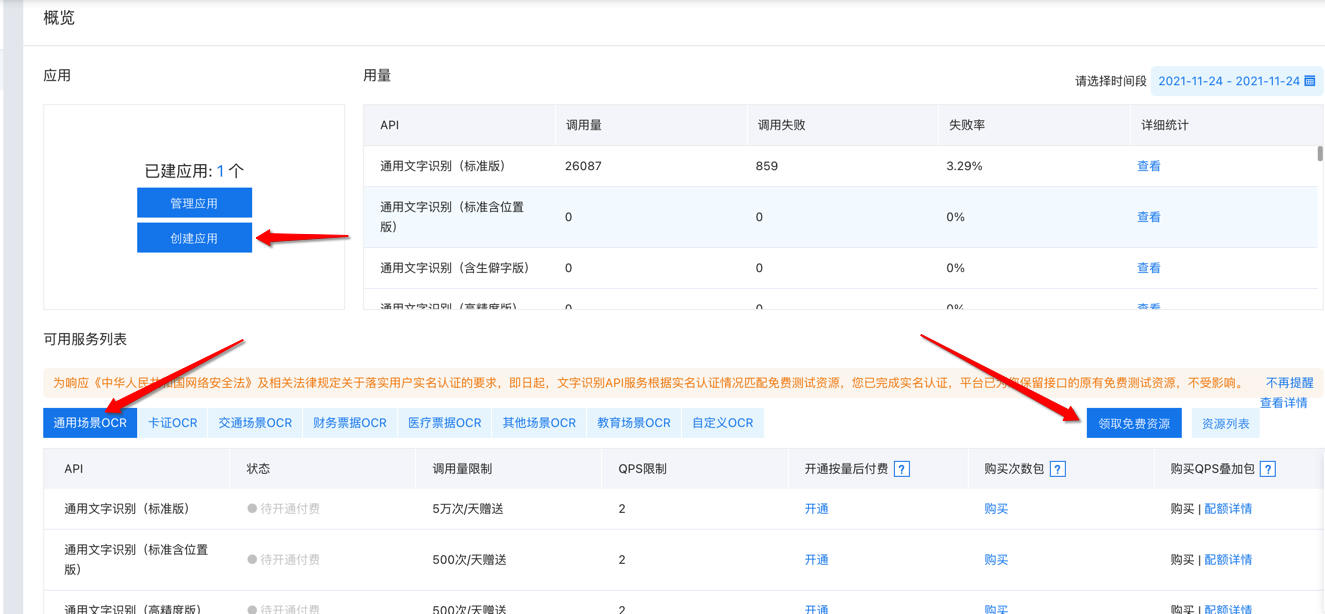 概览
应用
用量
请选择时间段 2021-11-24 - 2021-11-24
已建应用: 1 个
管理应用
创建应用
API 调用量 调用失败 失败率 详细统计
通用文字识别（标准版） 26087 859 3.29% 查看
通用文字识别（标准含位置
版） 0 0 0% 查看
通用文字识别（含生僻字版） 0 0 0% 查看
通用文字识别（高精度版） 0 0 0% 查看
可用服务列表
为响应《中华人民共和国网络安全法》及相关法律规定关于落实用户实名认证的要求，即日起，文字识别API服务根据实名认证情况匹配免费测试资源，您已完成实名认证，平台已为您保留接口的原有免费测试资源，不受影响。 不再提醒
查看详情
通用场景OCR 卡证OCR 交通场景OCR 财务票据OCR 医疗票据OCR 其他场景OCR 教育场景OCR 自定义OCR 领取免费资源 资源列表
API 状态 调用量限制 QPS限制 开通按量后付费 ? 购买次数包 ? 购买QPS叠加包 ?
通用文字识别（标准版） 待开通付费 5万次/天赠送 2 开通 购买 购买 | 配额详情
通用文字识别（标准含位置
版） 待开通付费 500次/天赠送 2 开通 购买 购买 | 配额详情
通用文字识别（高精度版） 待开通付费 500次/天赠送 2 开通 购买 购买 | 配额详情